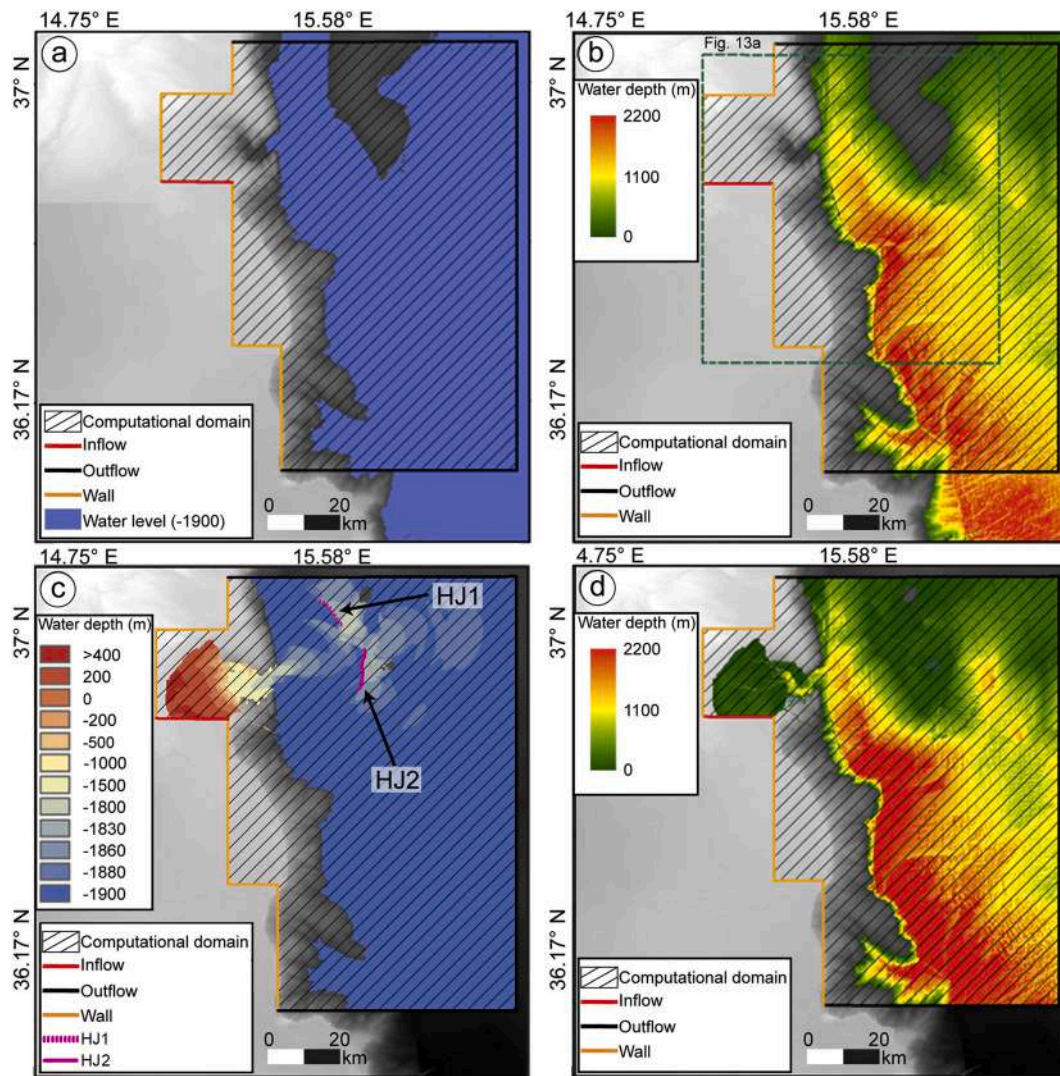 14.75° E
15.58° E
a
37° N
36.17° N
Computational domain
Inflow
Outflow
Wall
Water level (-1900)
0 20
km
15.58° E
b
Fig. 13a
Water depth (m)
2200
1100
0
37° N
36.17° N
Computational domain
Inflow
Outflow
Wall
0 20
km
14.75° E
15.58° E
c
HJ1
HJ2
37° N
36.17° N
Water depth (m)
>400
200
0
-200
-500
-1000
-1500
-1800
-1830
-1860
-1880
-1900
Computational domain
Inflow
Outflow
Wall
HJ1
HJ2
0 20
km
4.75° E
15.58° E
d
Water depth (m)
2200
1100
0
37° N
36.17° N
Computational domain
Inflow
Outflow
Wall
0 20
km